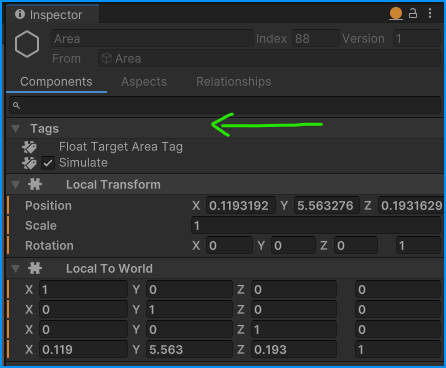 Inspector
Area Index 88 Version 1
From Area
Components Aspects Relationships
Tags
Float Target Area Tag
Simulate
Local Transform
Position X 0.1193192 Y 5.563276 Z 0.1931629
Scale 1
Rotation X 0 Y 0 Z 0 1
Local To World
X 1 Y 0 Z 0 0
X 0 Y 1 Z 0 0
X 0 Y 0 Z 1 0
X 0.119 Y 5.563 Z 0.193 1